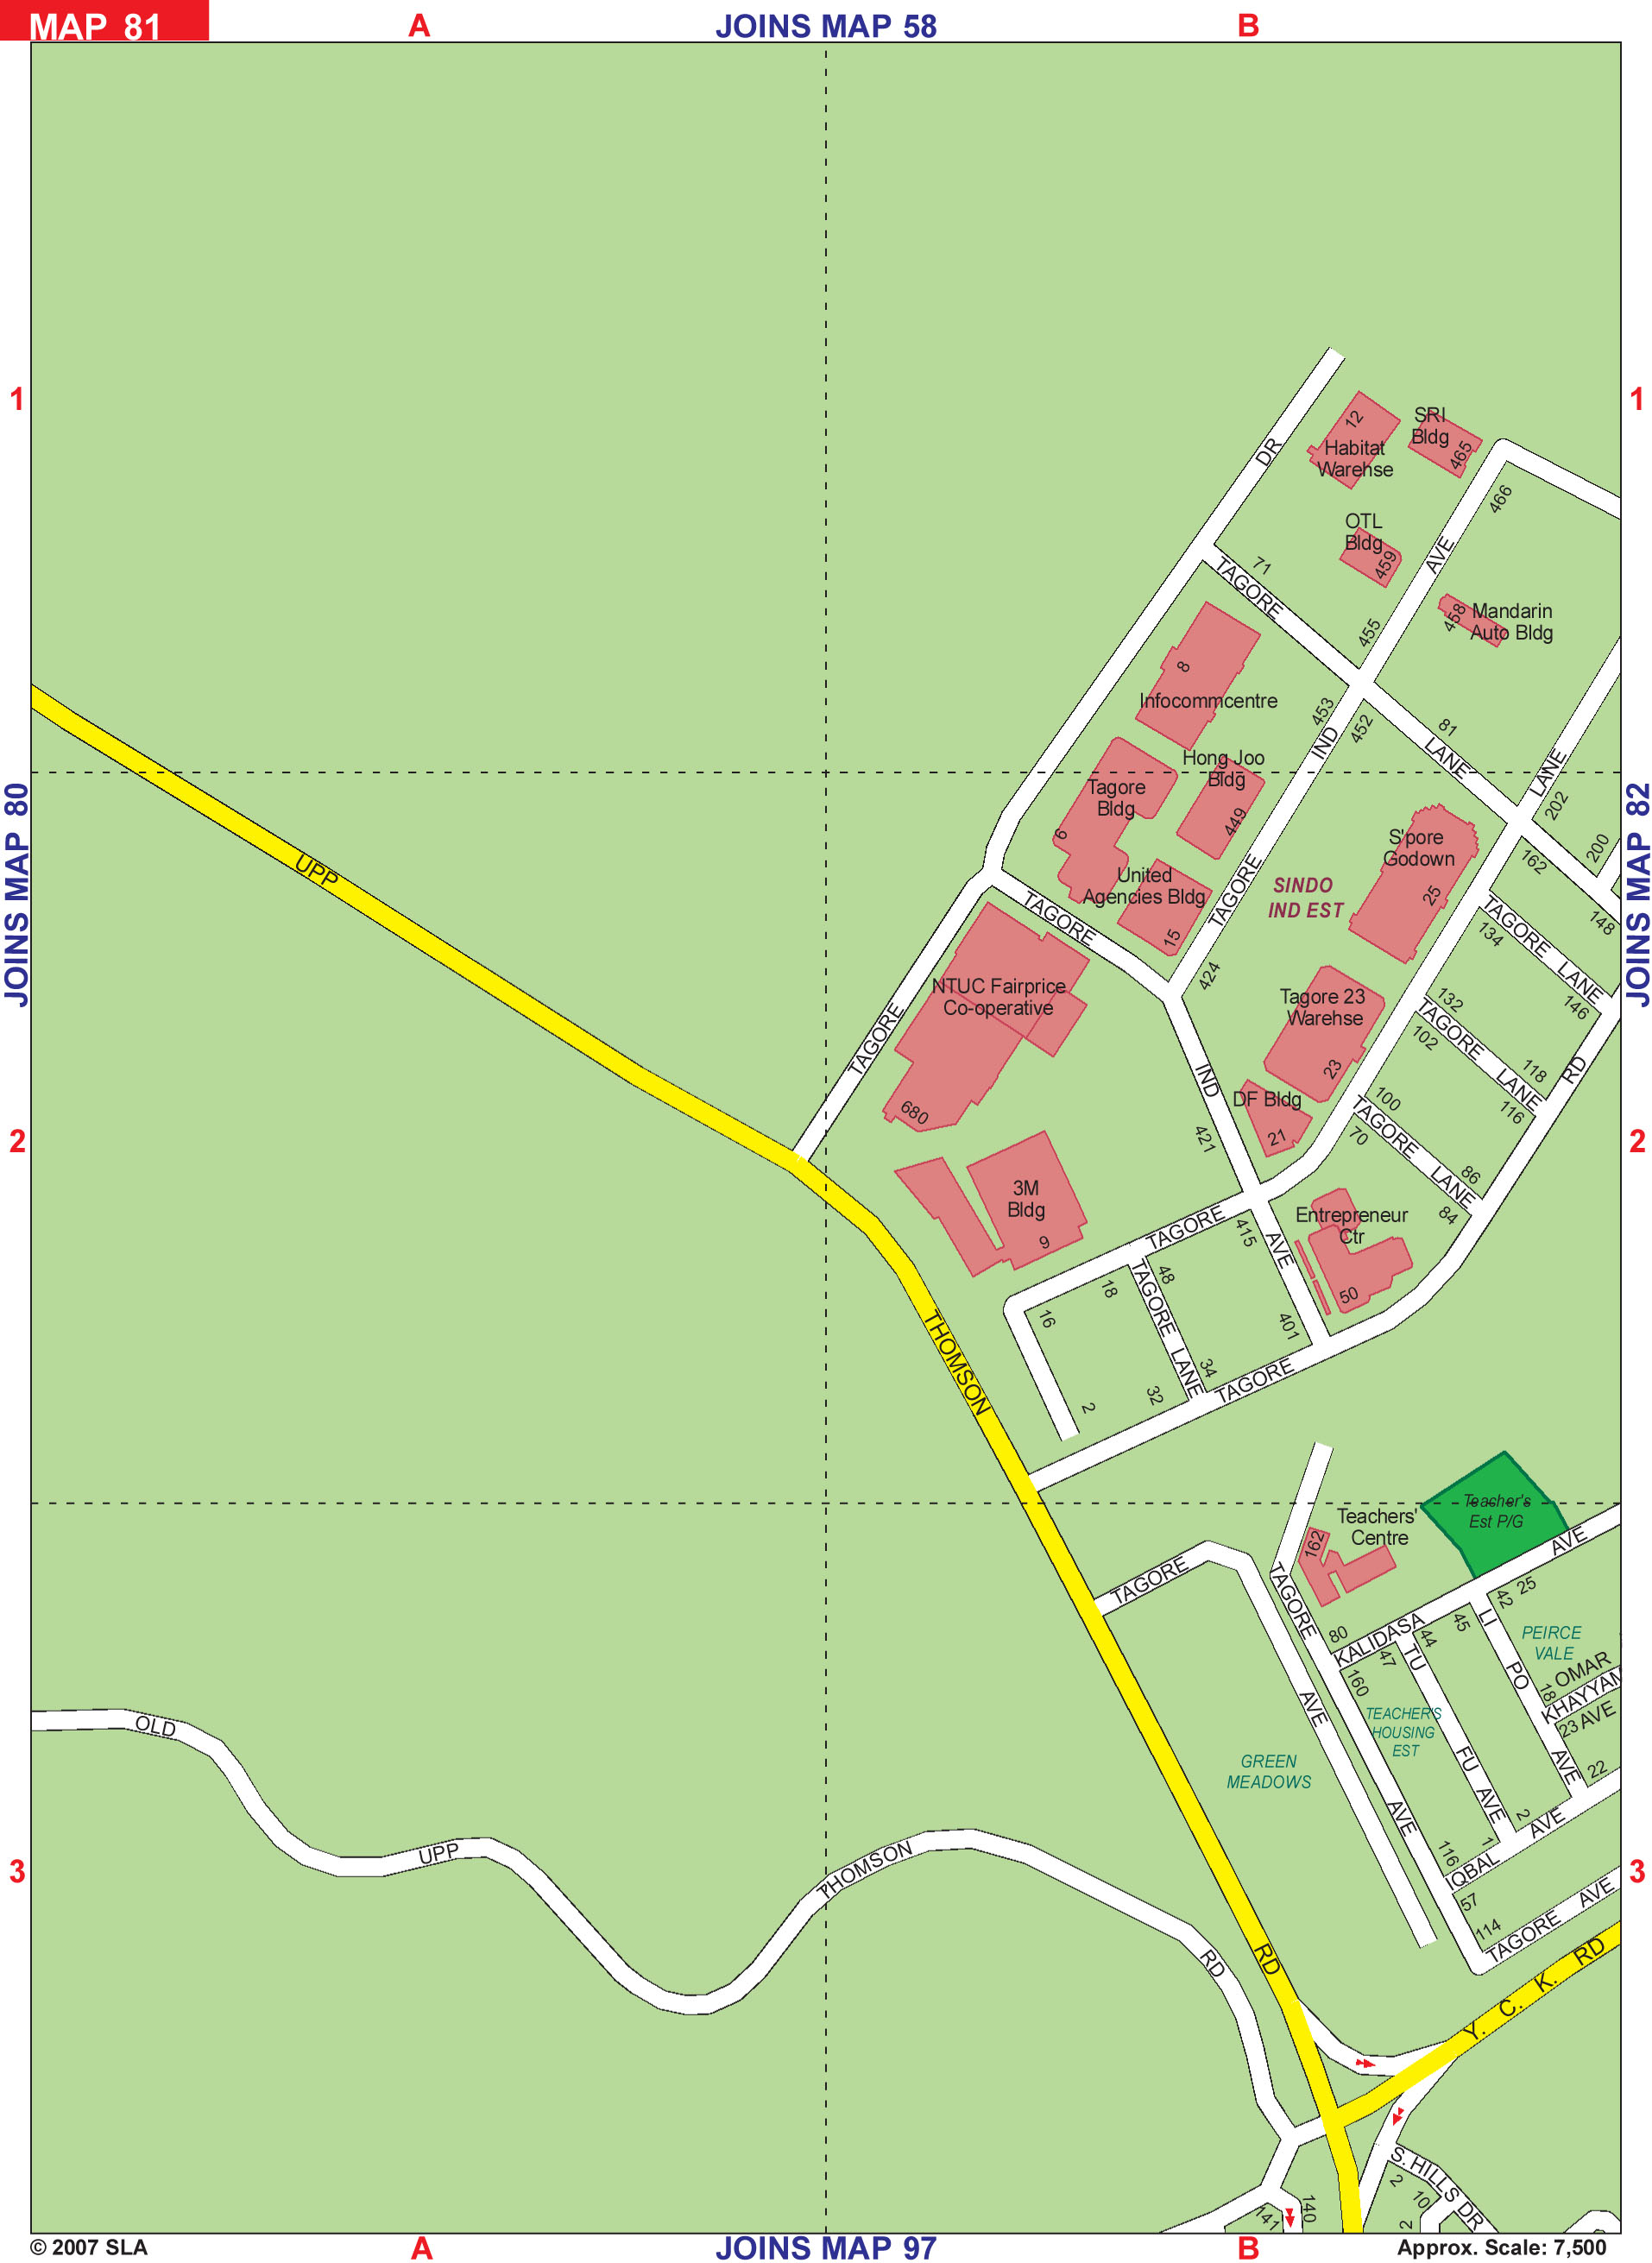 MAP 81
A
JOINS MAP 58
B
1
1
DR
12
Habitat
Warehse
SRI
Bldg
465
466
OTL
Bldg
459
AVE
71
TAGORE
458
Mandarin
Auto Bldg
455
8
Infocommcentre
453
452
IND
81
LANE
LANE
202
Hong Joo
Bldg
449
Tagore
Bldg
6
JOINS MAP 80
JOINS MAP 82
UPP
S'pore
Godown
25
162
200
148
United
Agencies Bldg
15
TAGORE
SINDO
IND EST
TAGORE
424
134
TAGORE LANE
146
NTUC Fairprice
Co-operative
680
TAGORE
Tagore 23
Warehse
23
132
TAGORE LANE
102
118
116
RD
IND
421
DF Bldg
21
100
TAGORE LANE
70
86
84
2
2
3M
Bldg
9
TAGORE
415
AVE
Entrepreneur
Ctr
50
401
48
18
16
TAGORE LANE
34
32
2
TAGORE
THOMSON
Teacher's
Est P/G
Teachers'
Centre
162
AVE
TAGORE
TAGORE
80
KALIDASA
47
44
45
42
25
LI
PO
AVE
PEIRCE
VALE
OMAR
KHAYYAM
AVE
18
23
22
160
TU
FU
AVE
TEACHER'S
HOUSING
EST
AVE
GREEN
MEADOWS
AVE
2
1
116
IQBAL
AVE
57
114
TAGORE AVE
OLD
UPP
THOMSON
RD
3
3
RD
Y. C. K. RD
S. HILLS DR
2
10
2
141
140
© 2007 SLA
A
JOINS MAP 97
B
Approx. Scale: 7,500